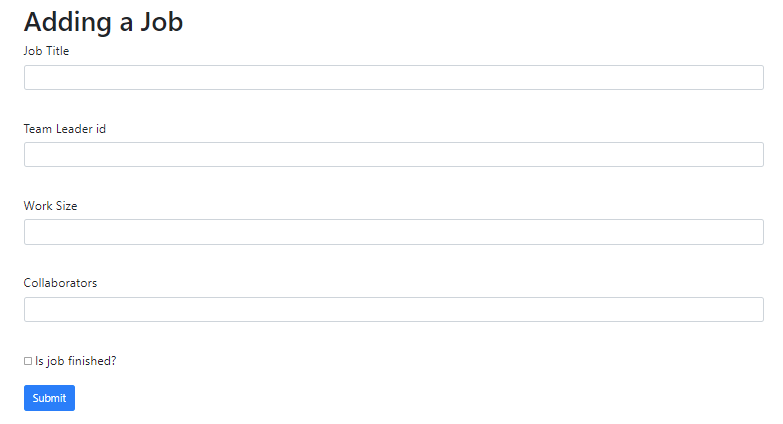 Adding a Job
Job Title
Team Leader id
Work Size
Collaborators
Is job finished?
Submit